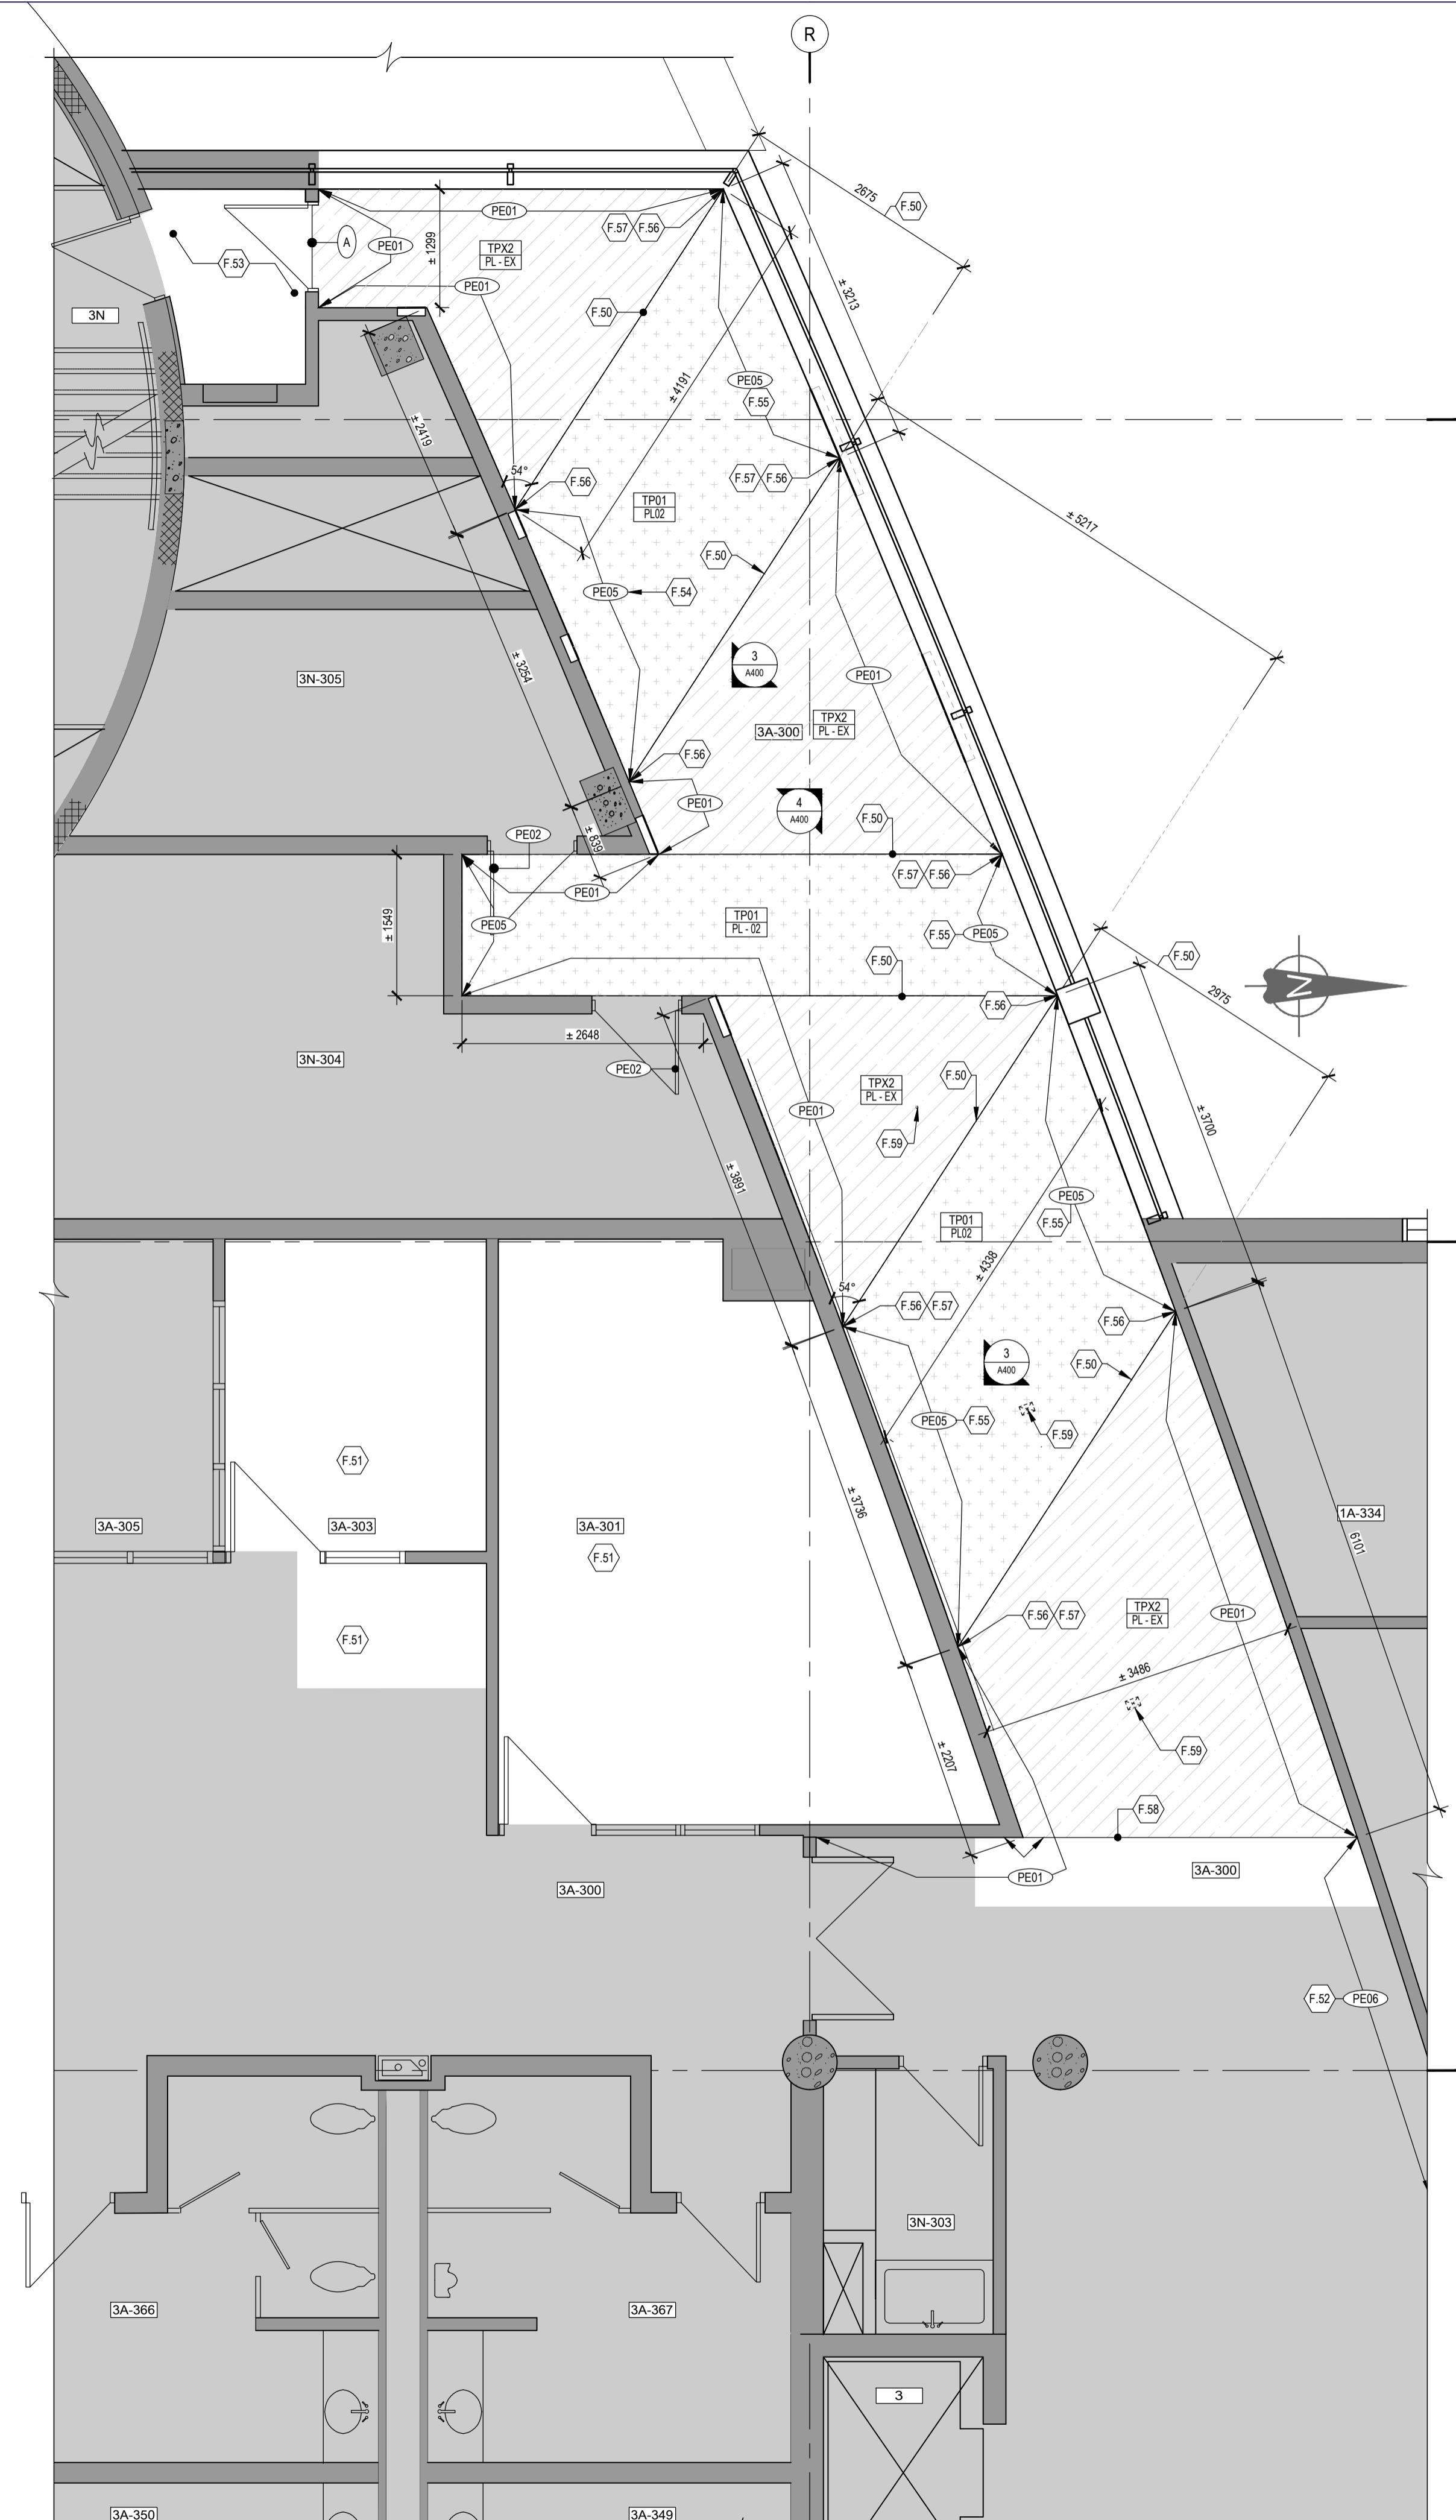 R
2675
F.50
PE01
F.57
F.56
A
PE01
± 1299
TPX2
PL - EX
F.53
PE01
± 3213
3N
F.50
PE05
± 4191
F.55
± 2419
54°
F.56
F.57
F.56
TP01
PL02
± 5217
F.50
PE05
F.54
3
A400
± 3254
3N-305
PE01
TPX2
PL - EX
3A-300
F.56
PE01
4
A400
F.50
PE02
± 839
F.57
F.56
PE01
± 1549
PE05
TP01
PL - 02
F.55
PE05
F.50
F.50
N
2975
F.56
± 2648
3N-304
PE02
TPX2
PL - EX
F.50
PE01
± 3700
F.59
± 3891
PE05
TP01
PL02
F.55
± 4338
54°
F.56
F.57
F.56
3
A400
F.50
PE05
F.55
F.59
F.51
± 3736
3A-305
3A-303
3A-301
1A-334
F.51
6101
F.51
F.56
F.57
TPX2
PL - EX
PE01
± 3486
± 2207
F.59
F.58
3A-300
PE01
3A-300
F.52
PE06
3N-303
3A-366
3A-367
3
3A-350
3A-349